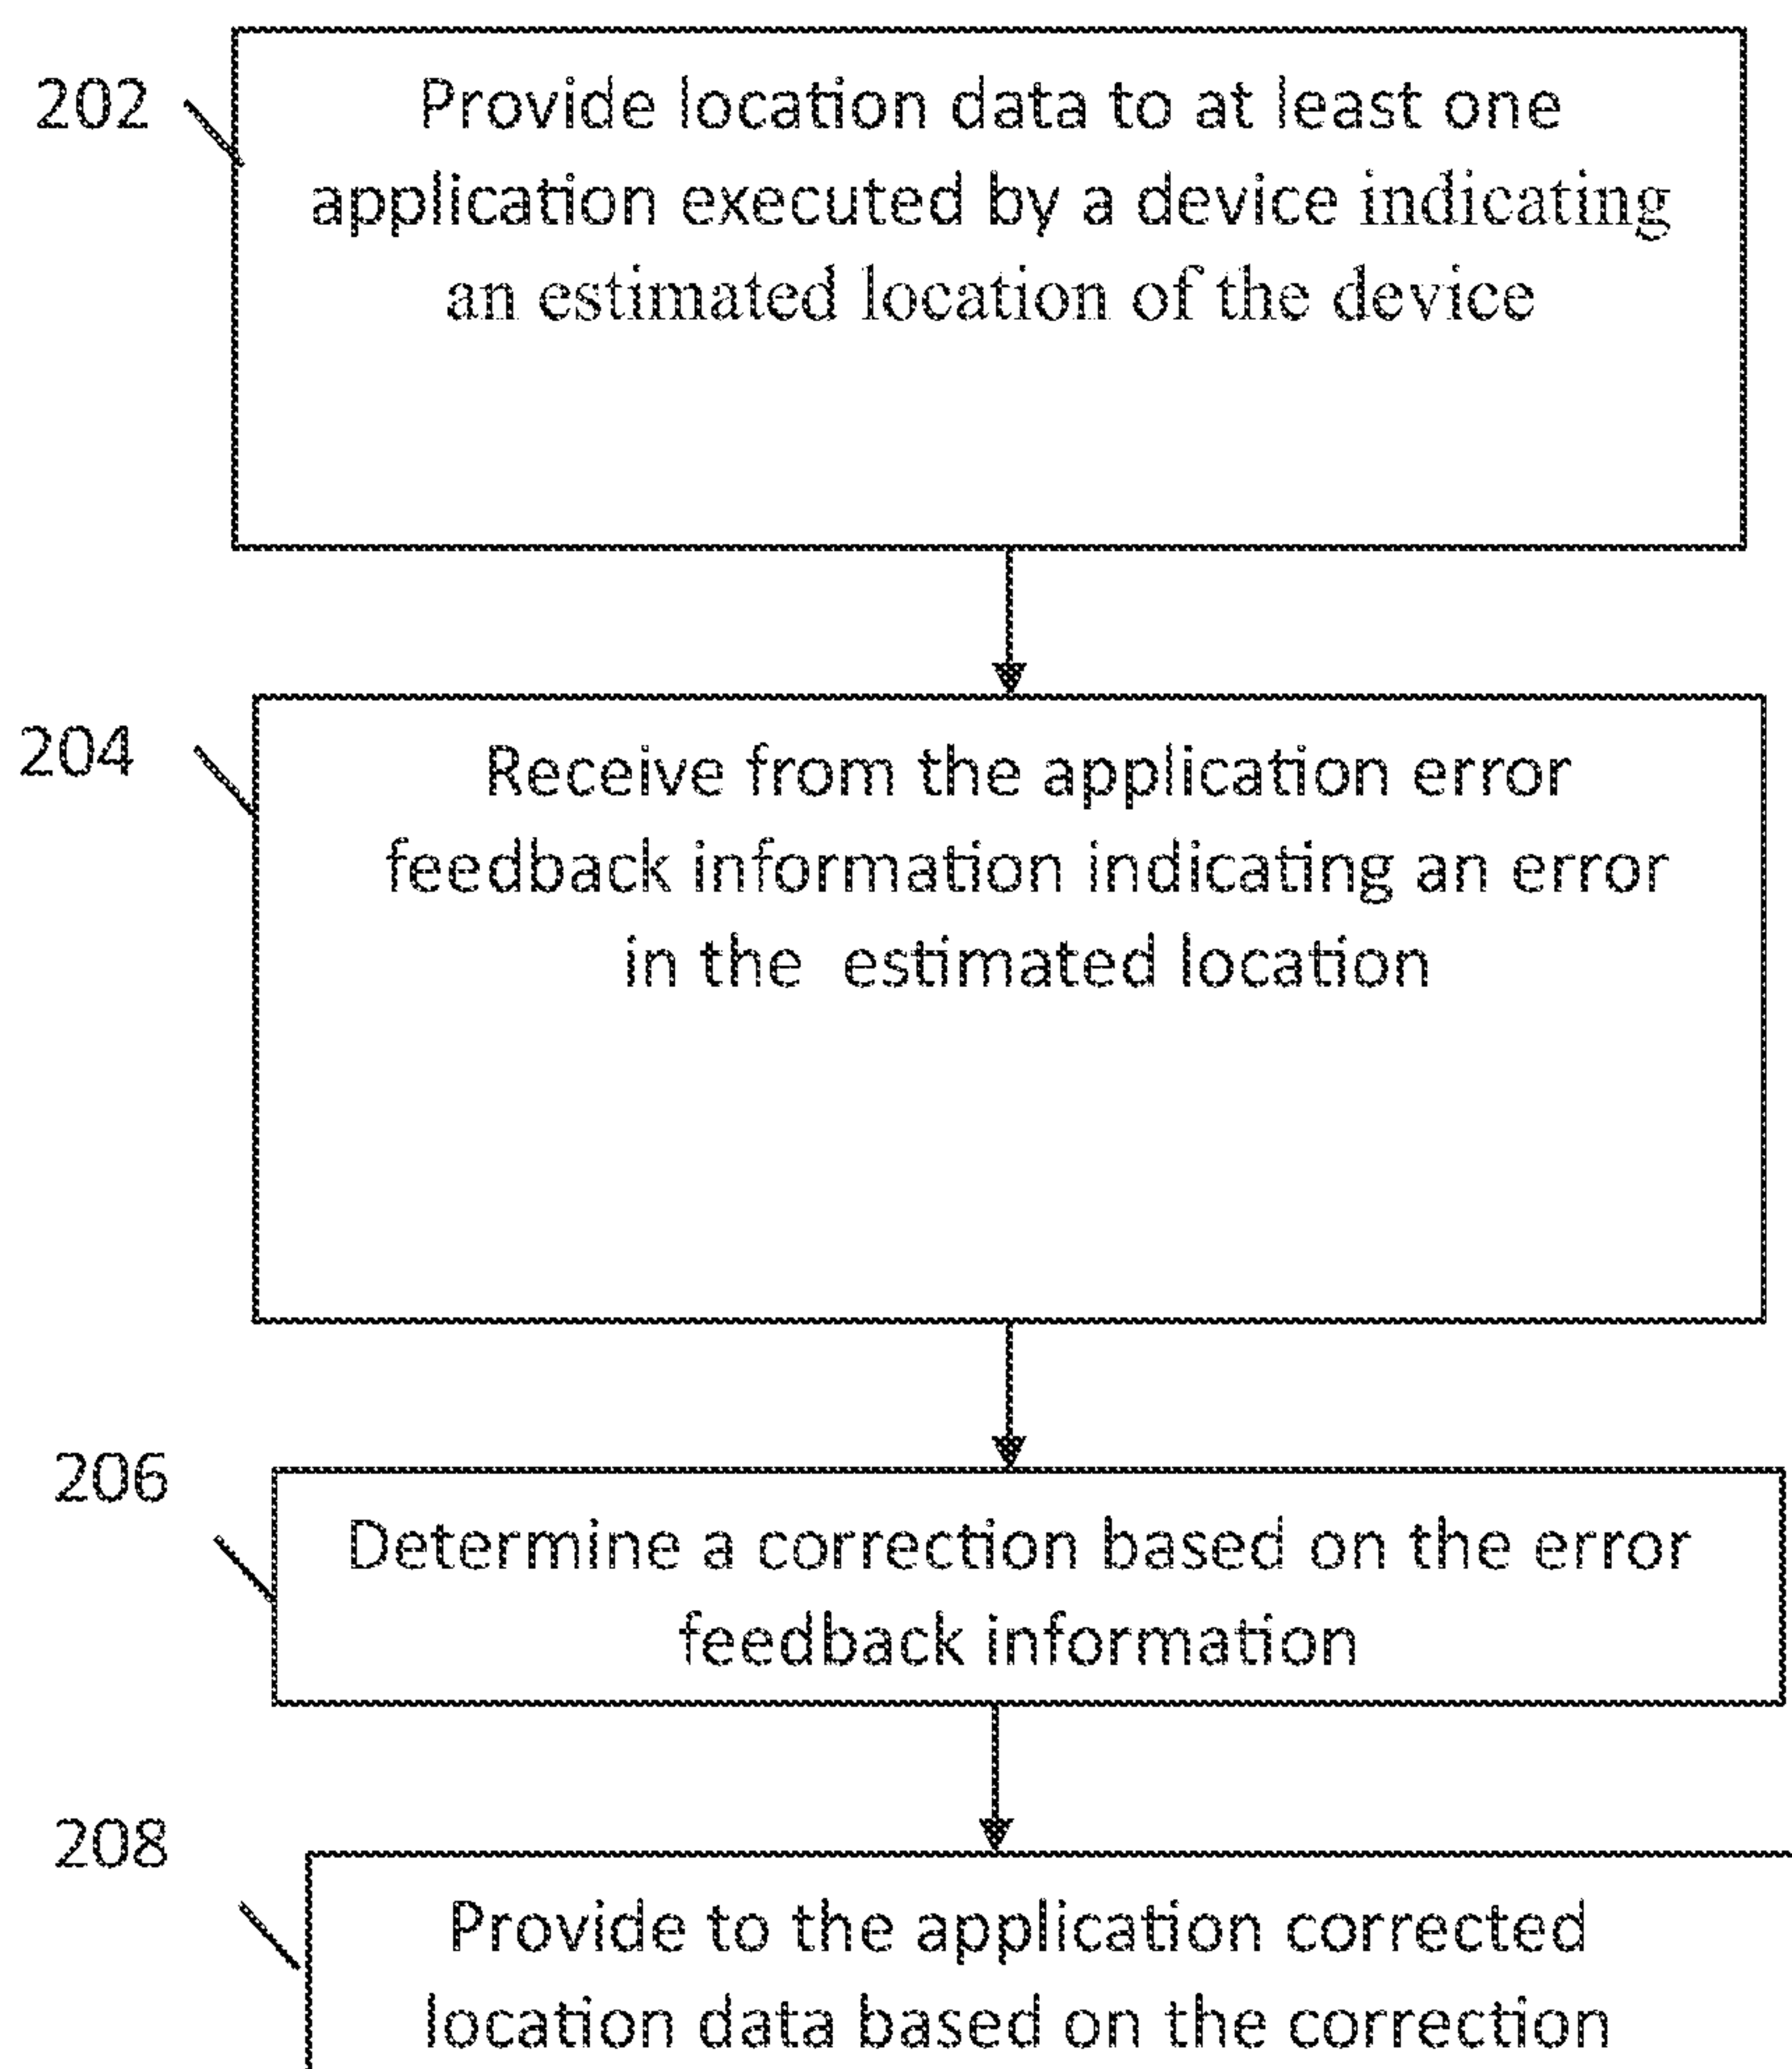 202
Provide location data to at least one
application executed by a device indicating
an estimated location of the device
204
Receive from the application error
feedback information indicating an error
in the estimated location
206
Determine a correction based on the error
feedback information
208
Provide to the application corrected
location data based on the correction